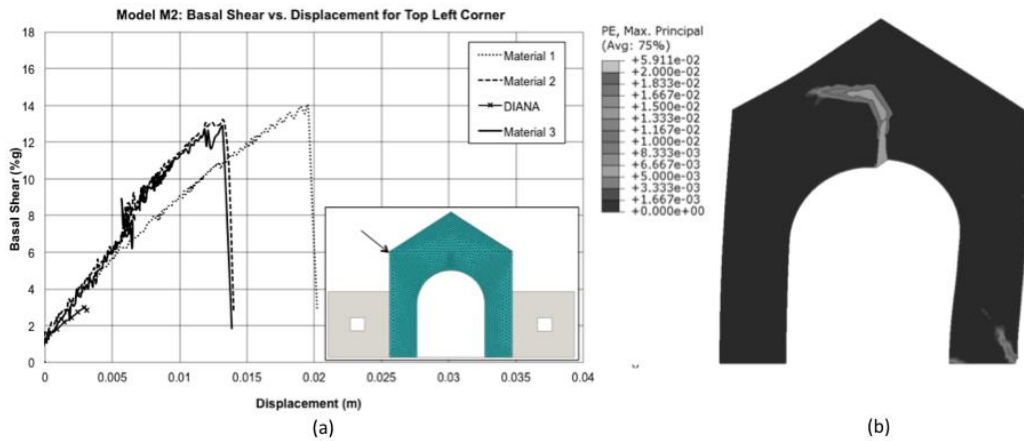 Model M2: Basal Shear vs. Displacement for Top Left Corner
18
16
14
12
10
8
6
4
2
0
Basal Shear (%g)
Material 1
Material 2
DIANA
Material 3
0
0.005
0.01
0.015
0.02
0.025
0.03
0.035
0.04
Displacement (m)
(a)
PE, Max. Principal
(Avg: 75%)
+5.911e-02
+2.000e-02
+1.833e-02
+1.667e-02
+1.500e-02
+1.333e-02
+1.167e-02
+1.000e-02
+8.333e-03
+6.667e-03
+5.000e-03
+3.333e-03
+1.667e-03
+0.000e+00
(b)